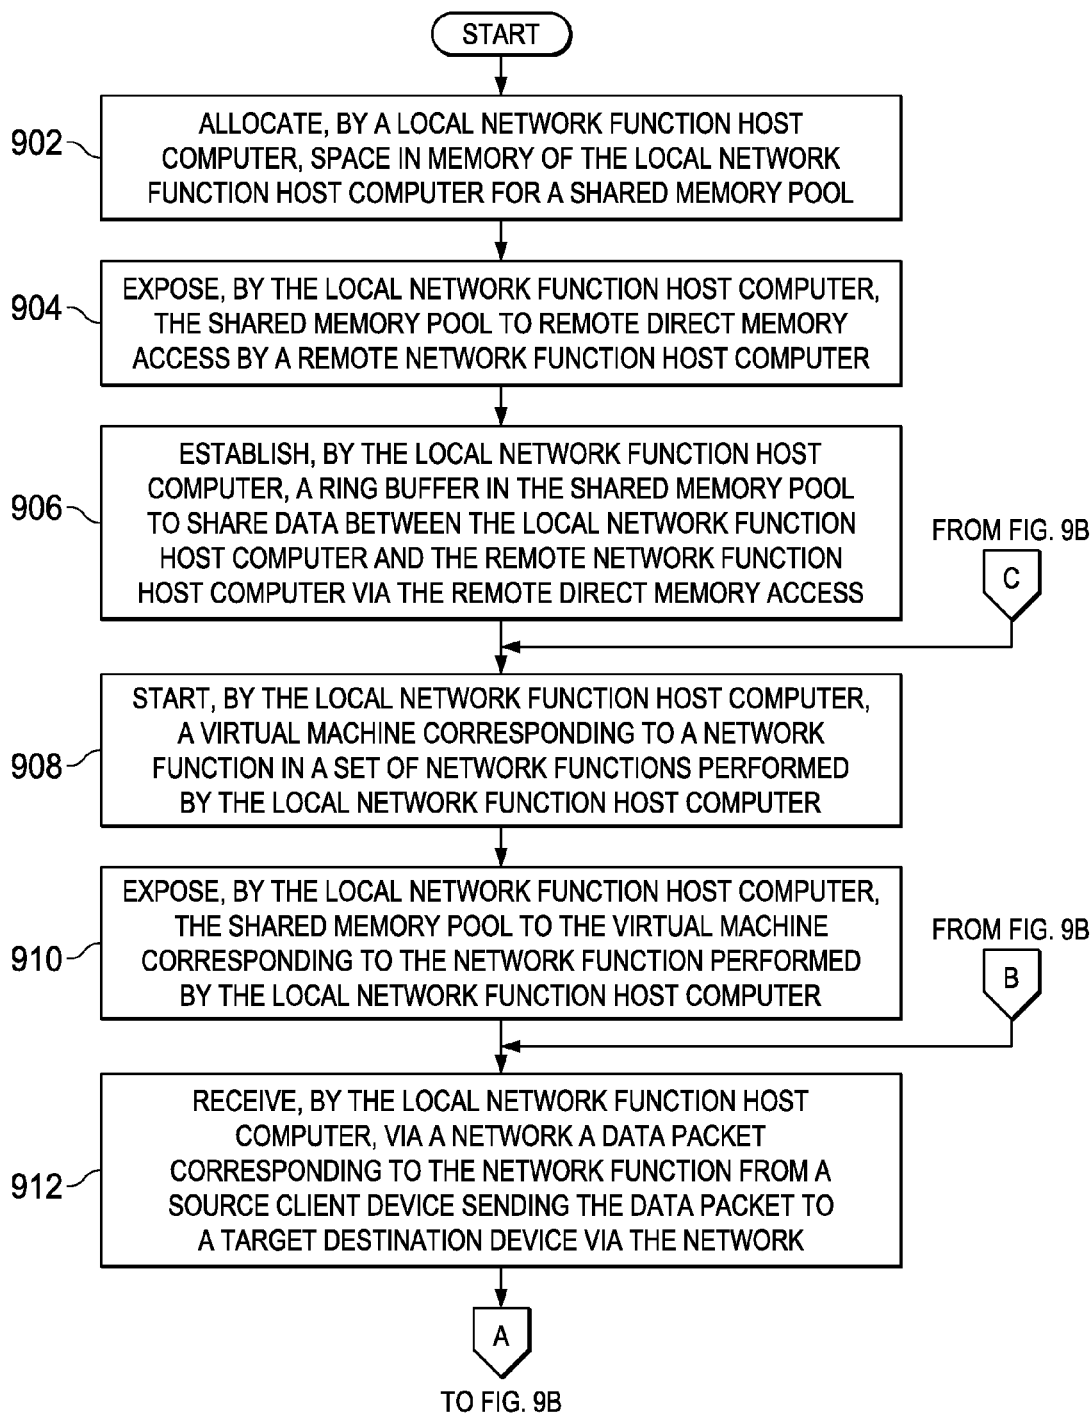 START
902
ALLOCATE, BY A LOCAL NETWORK FUNCTION HOST
COMPUTER, SPACE IN MEMORY OF THE LOCAL NETWORK
FUNCTION HOST COMPUTER FOR A SHARED MEMORY POOL
904
EXPOSE, BY THE LOCAL NETWORK FUNCTION HOST COMPUTER,
THE SHARED MEMORY POOL TO REMOTE DIRECT MEMORY
ACCESS BY A REMOTE NETWORK FUNCTION HOST COMPUTER
906
ESTABLISH, BY THE LOCAL NETWORK FUNCTION HOST
COMPUTER, A RING BUFFER IN THE SHARED MEMORY POOL
TO SHARE DATA BETWEEN THE LOCAL NETWORK FUNCTION
HOST COMPUTER AND THE REMOTE NETWORK FUNCTION
HOST COMPUTER VIA THE REMOTE DIRECT MEMORY ACCESS
FROM FIG. 9B
C
908
START, BY THE LOCAL NETWORK FUNCTION HOST COMPUTER,
A VIRTUAL MACHINE CORRESPONDING TO A NETWORK
FUNCTION IN A SET OF NETWORK FUNCTIONS PERFORMED
BY THE LOCAL NETWORK FUNCTION HOST COMPUTER
910
EXPOSE, BY THE LOCAL NETWORK FUNCTION HOST COMPUTER,
THE SHARED MEMORY POOL TO THE VIRTUAL MACHINE
CORRESPONDING TO THE NETWORK FUNCTION PERFORMED
BY THE LOCAL NETWORK FUNCTION HOST COMPUTER
FROM FIG. 9B
B
912
RECEIVE, BY THE LOCAL NETWORK FUNCTION HOST
COMPUTER, VIA A NETWORK A DATA PACKET
CORRESPONDING TO THE NETWORK FUNCTION FROM A
SOURCE CLIENT DEVICE SENDING THE DATA PACKET TO
A TARGET DESTINATION DEVICE VIA THE NETWORK
A
TO FIG. 9B